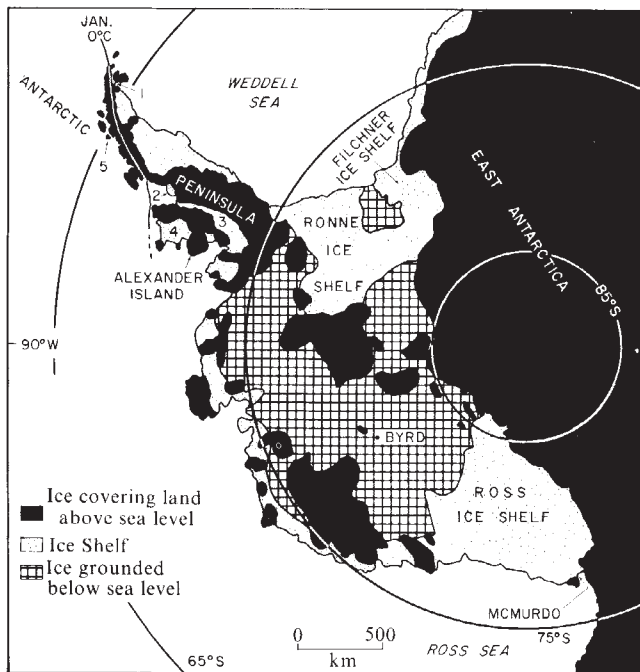 JAN.
0°C
ANTARCTIC
PENINSULA
WEDDELL
SEA
1
5
2
4
3
ALEXANDER
ISLAND
FILCHNER
ICE SHELF
RONNE
ICE
SHELF
EAST ANTARCTICA
85°S
90°W
BYRD
ROSS
ICE SHELF
Ice covering land
above sea level
Ice Shelf
Ice grounded
below sea level
0 500
km
65°S
ROSS SEA
75°S
MCMURDO